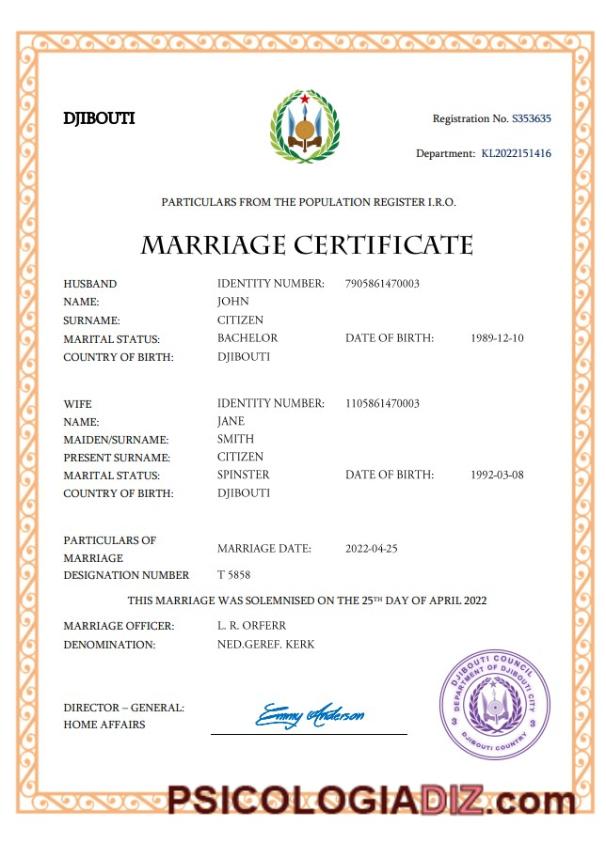 DJIBOUTI
Registration No. S353635
Department: KL2022151416
PARTICULARS FROM THE POPULATION REGISTER I.R.O.
MARRIAGE CERTIFICATE
HUSBAND IDENTITY NUMBER: 7905861470003
NAME: JOHN
SURNAME: CITIZEN
MARITAL STATUS: BACHELOR DATE OF BIRTH: 1989-12-10
COUNTRY OF BIRTH: DJIBOUTI
WIFE IDENTITY NUMBER: 1105861470003
NAME: JANE
MAIDEN/SURNAME: SMITH
PRESENT SURNAME: CITIZEN
MARITAL STATUS: SPINSTER DATE OF BIRTH: 1992-03-08
COUNTRY OF BIRTH: DJIBOUTI
PARTICULARS OF
MARRIAGE MARRIAGE DATE: 2022-04-25
DESIGNATION NUMBER T 5858
THIS MARRIAGE WAS SOLEMNISED ON THE 25TH DAY OF APRIL 2022
MARRIAGE OFFICER: L. R. ORFERR
DENOMINATION: NED.GEREF. KERK
DJIBOUTI COUNCIL
DEPARTMENT OF DJIBOUTI CITY
DJIBOUTI COUNTRY
DIRECTOR – GENERAL: Emmy Anderson
HOME AFFAIRS
PSICOLOGIADIZ.com